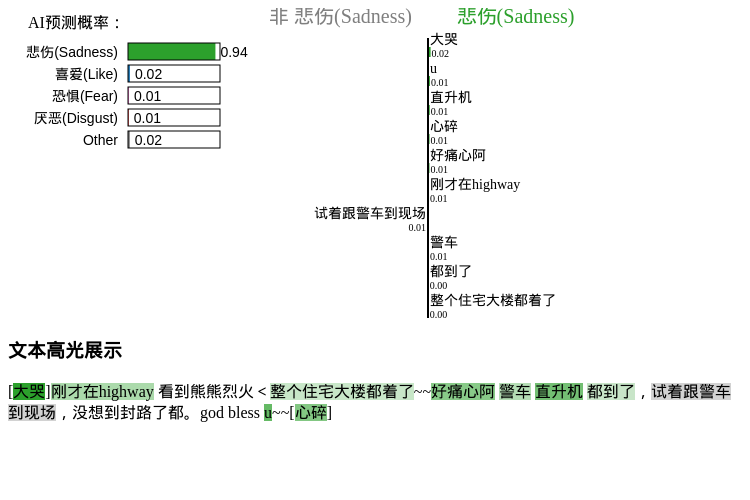 AI预测概率：
悲伤(Sadness) 0.94
喜爱(Like) 0.02
恐惧(Fear) 0.01
厌恶(Disgust) 0.01
Other 0.02
非 悲伤(Sadness) 悲伤(Sadness)
大哭
0.02
u
0.01
直升机
0.01
心碎
0.01
好痛心阿
0.01
刚才在highway
0.01
试着跟警车到现场
0.01
警车
0.01
都到了
0.00
整个住宅大楼都着了
0.00
文本高光展示
[大哭]刚才在highway 看到熊熊烈火 < 整个住宅大楼都着了~~好痛心阿 警车 直升机 都到了，试着跟警车
到现场，没想到封路了都。god bless u~~[心碎]